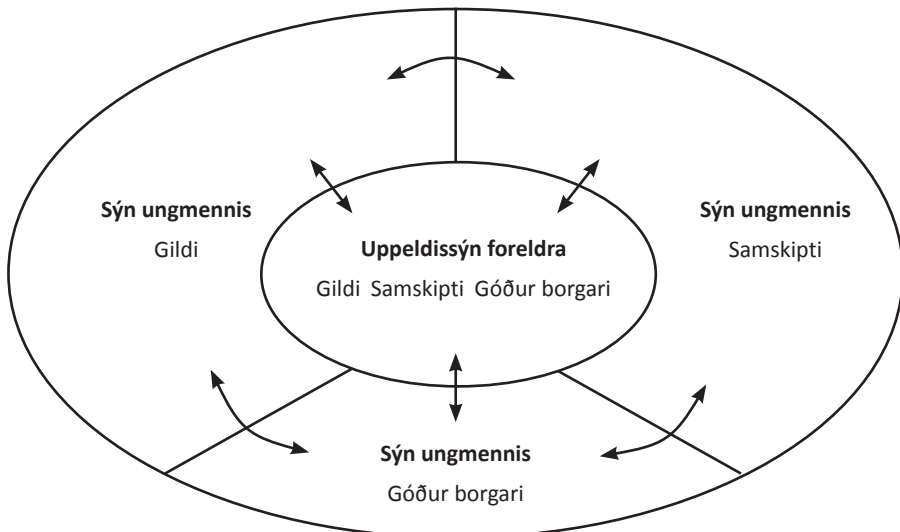 Sýn ungmennis
Gildi
Uppeldissýn foreldra
Gildi Samskipti Góður borgari
Sýn ungmennis
Samskipti
Sýn ungmennis
Góður borgari